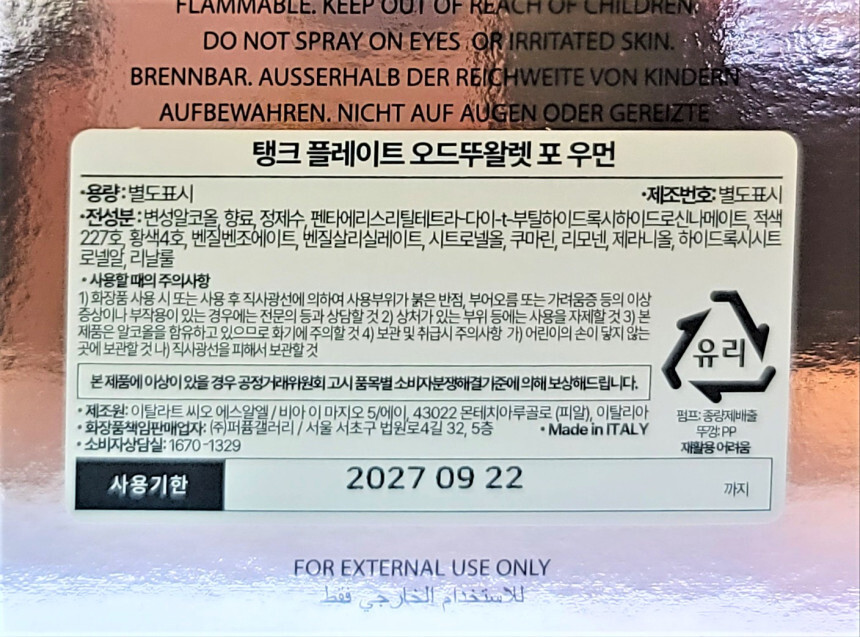 FLAMMABLE. KEEP OUT OF REACH OF CHILDREN.
DO NOT SPRAY ON EYES OR IRRITATED SKIN.
BRENNBAR. AUSSERHALB DER REICHWEITE VON KINDERN
AUFBEWAHREN. NICHT AUF AUGEN ODER GEREIZTE
탱크 플레이트 오드뚜왈렛 포 우먼
•용량 : 별도표시
•제조번호: 별도표시
•전성분 : 변성알코올, 향료, 정제수, 펜타에리스리틸테트라-다이-t-부틸하이드록시하이드로신나메이트, 적색
227호, 황색4호, 벤질벤조에이트, 벤질살리실레이트, 시트로넬올, 쿠마린, 리모넨, 제라니올, 하이드록시시트
로넬알, 리날룰
• 사용할 때의 주의사항
1) 화장품 사용 시 또는 사용 후 직사광선에 의하여 사용부위가 붉은 반점, 부어오름 또는 가려움증 등의 이상
증상이나 부작용이 있는 경우에는 전문의 등과 상담할 것 2) 상처가 있는 부위 등에는 사용을 자제할 것 3) 본
제품은 알코올을 함유하고 있으므로 화기에 주의할 것 4) 보관 및 취급시 주의사항 가) 어린이의 손이 닿지 않는
곳에 보관할 것 나) 직사광선을 피해서 보관할 것
유리
본 제품에 이상이 있을 경우 공정거래위원회 고시 품목별 소비자분쟁해결기준에 의해 보상해드립니다.
• 제조원: 이탈라트 씨오 에스알엘 / 비아 이 마지오 5/에이, 43022 몬테치아루골로 (피알), 이탈리아
• 화장품책임판매업자: (주)퍼퓸갤러리 / 서울 서초구 법원로4길 32, 5층
• Made in ITALY
• 소비자상담실: 1670-1329
펌프: 종량제배출
뚜껑: PP
재활용 어려움
사용기한
2027 09 22
까지
FOR EXTERNAL USE ONLY
للاستخدام الخارجي فقط